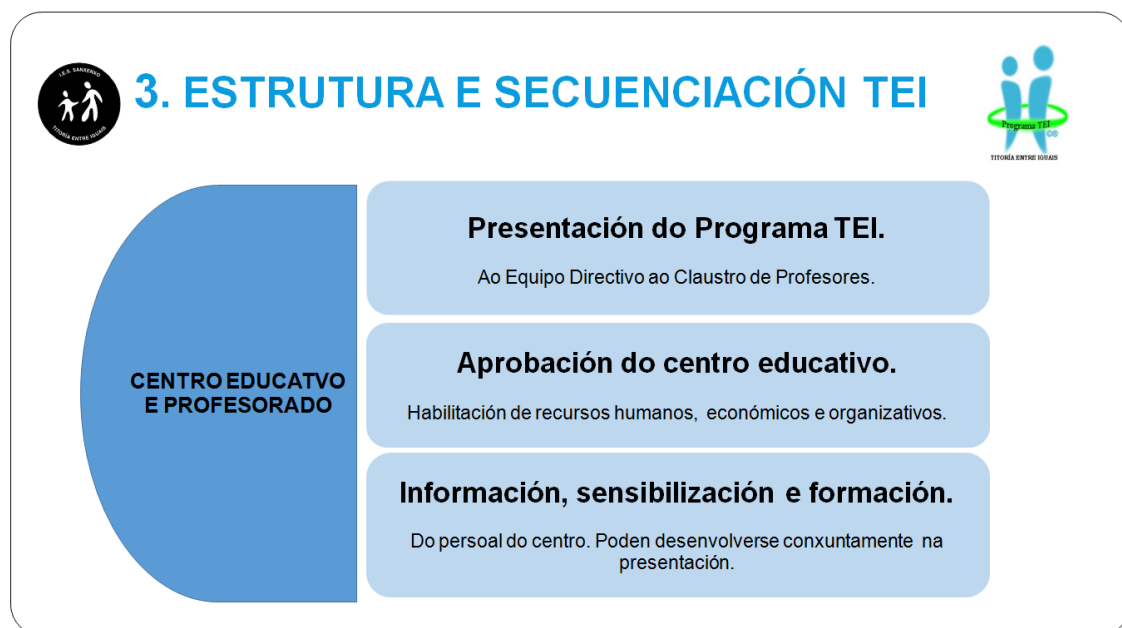 I.E.S. SANXENXO
TITORÍA ENTRE IGUAIS
3. ESTRUTURA E SECUENCIACIÓN TEI
Programa TEI
C®
TITORÍA ENTRE IGUAIS
CENTRO EDUCATVO
E PROFESORADO
Presentación do Programa TEI.
Ao Equipo Directivo ao Claustro de Profesores.
Aprobación do centro educativo.
Habilitación de recursos humanos, económicos e organizativos.
Información, sensibilización e formación.
Do persoal do centro. Poden desenvolverse conxuntamente na
presentación.